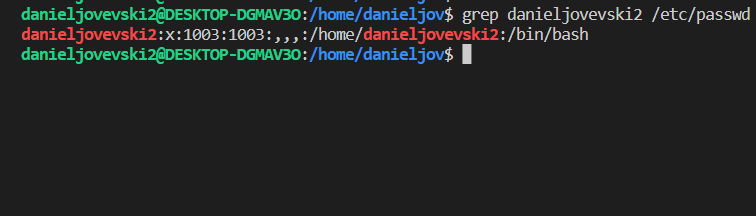 danieljovevski2@DESKTOP-DGMAV3O:/home/danieljov$ grep danieljovevski2 /etc/passwd
danieljovevski2:x:1003:1003:,,,:/home/danieljovevski2:/bin/bash
danieljovevski2@DESKTOP-DGMAV3O:/home/danieljov$